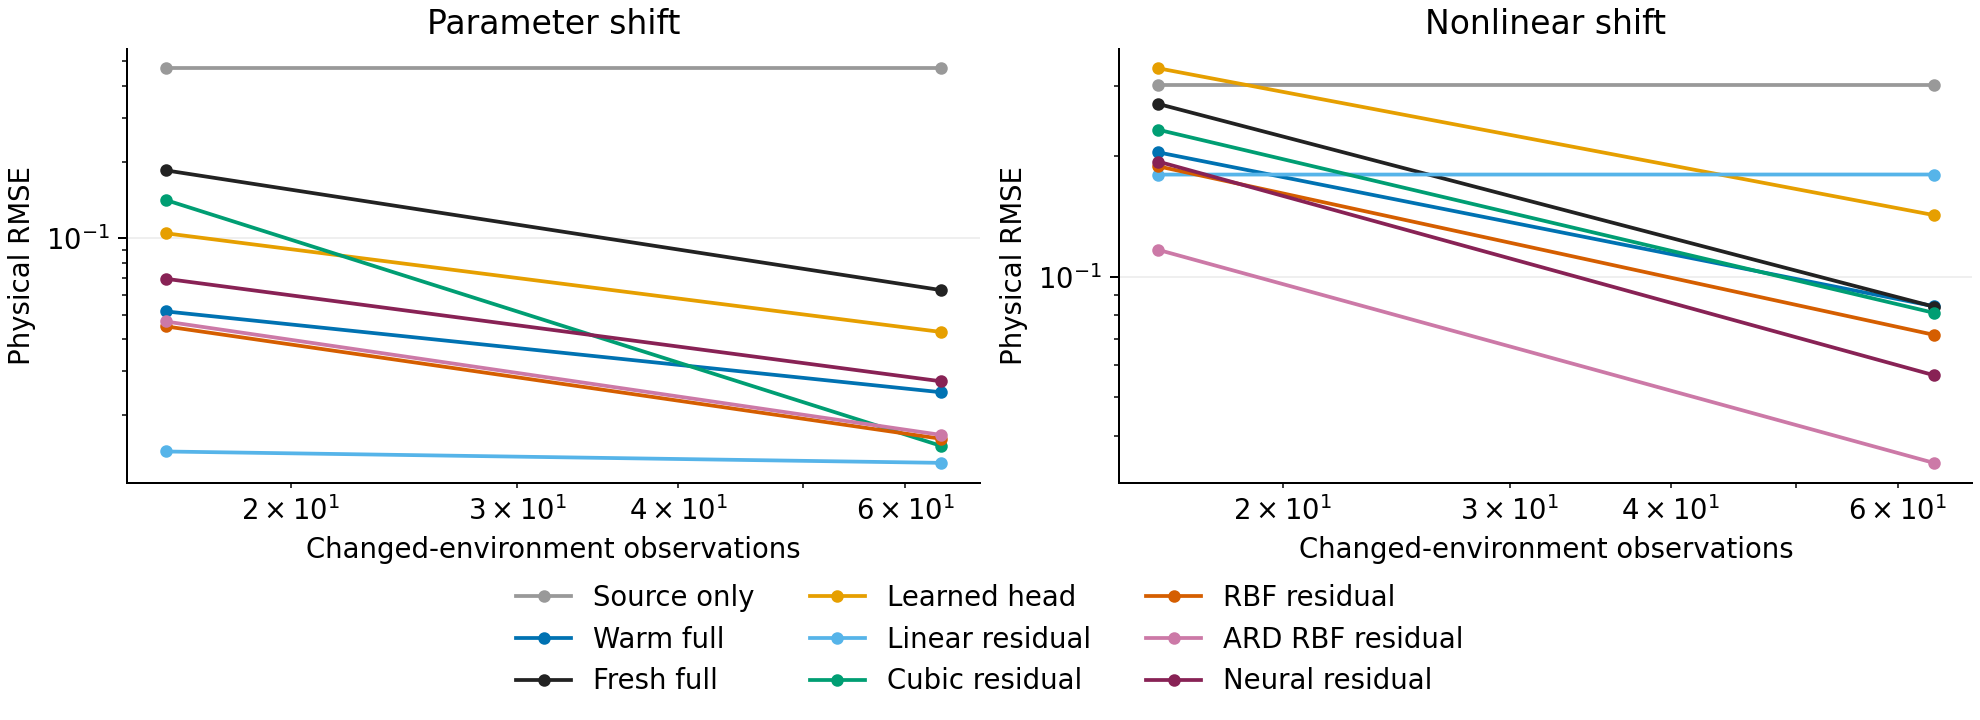 Parameter shift
Nonlinear shift
Physical RMSE
10⁻¹
2 × 10¹ 3 × 10¹ 4 × 10¹ 6 × 10¹
Changed-environment observations
Physical RMSE
10⁻¹
2 × 10¹ 3 × 10¹ 4 × 10¹ 6 × 10¹
Changed-environment observations
Source only
Warm full
Fresh full
Learned head
Linear residual
Cubic residual
RBF residual
ARD RBF residual
Neural residual